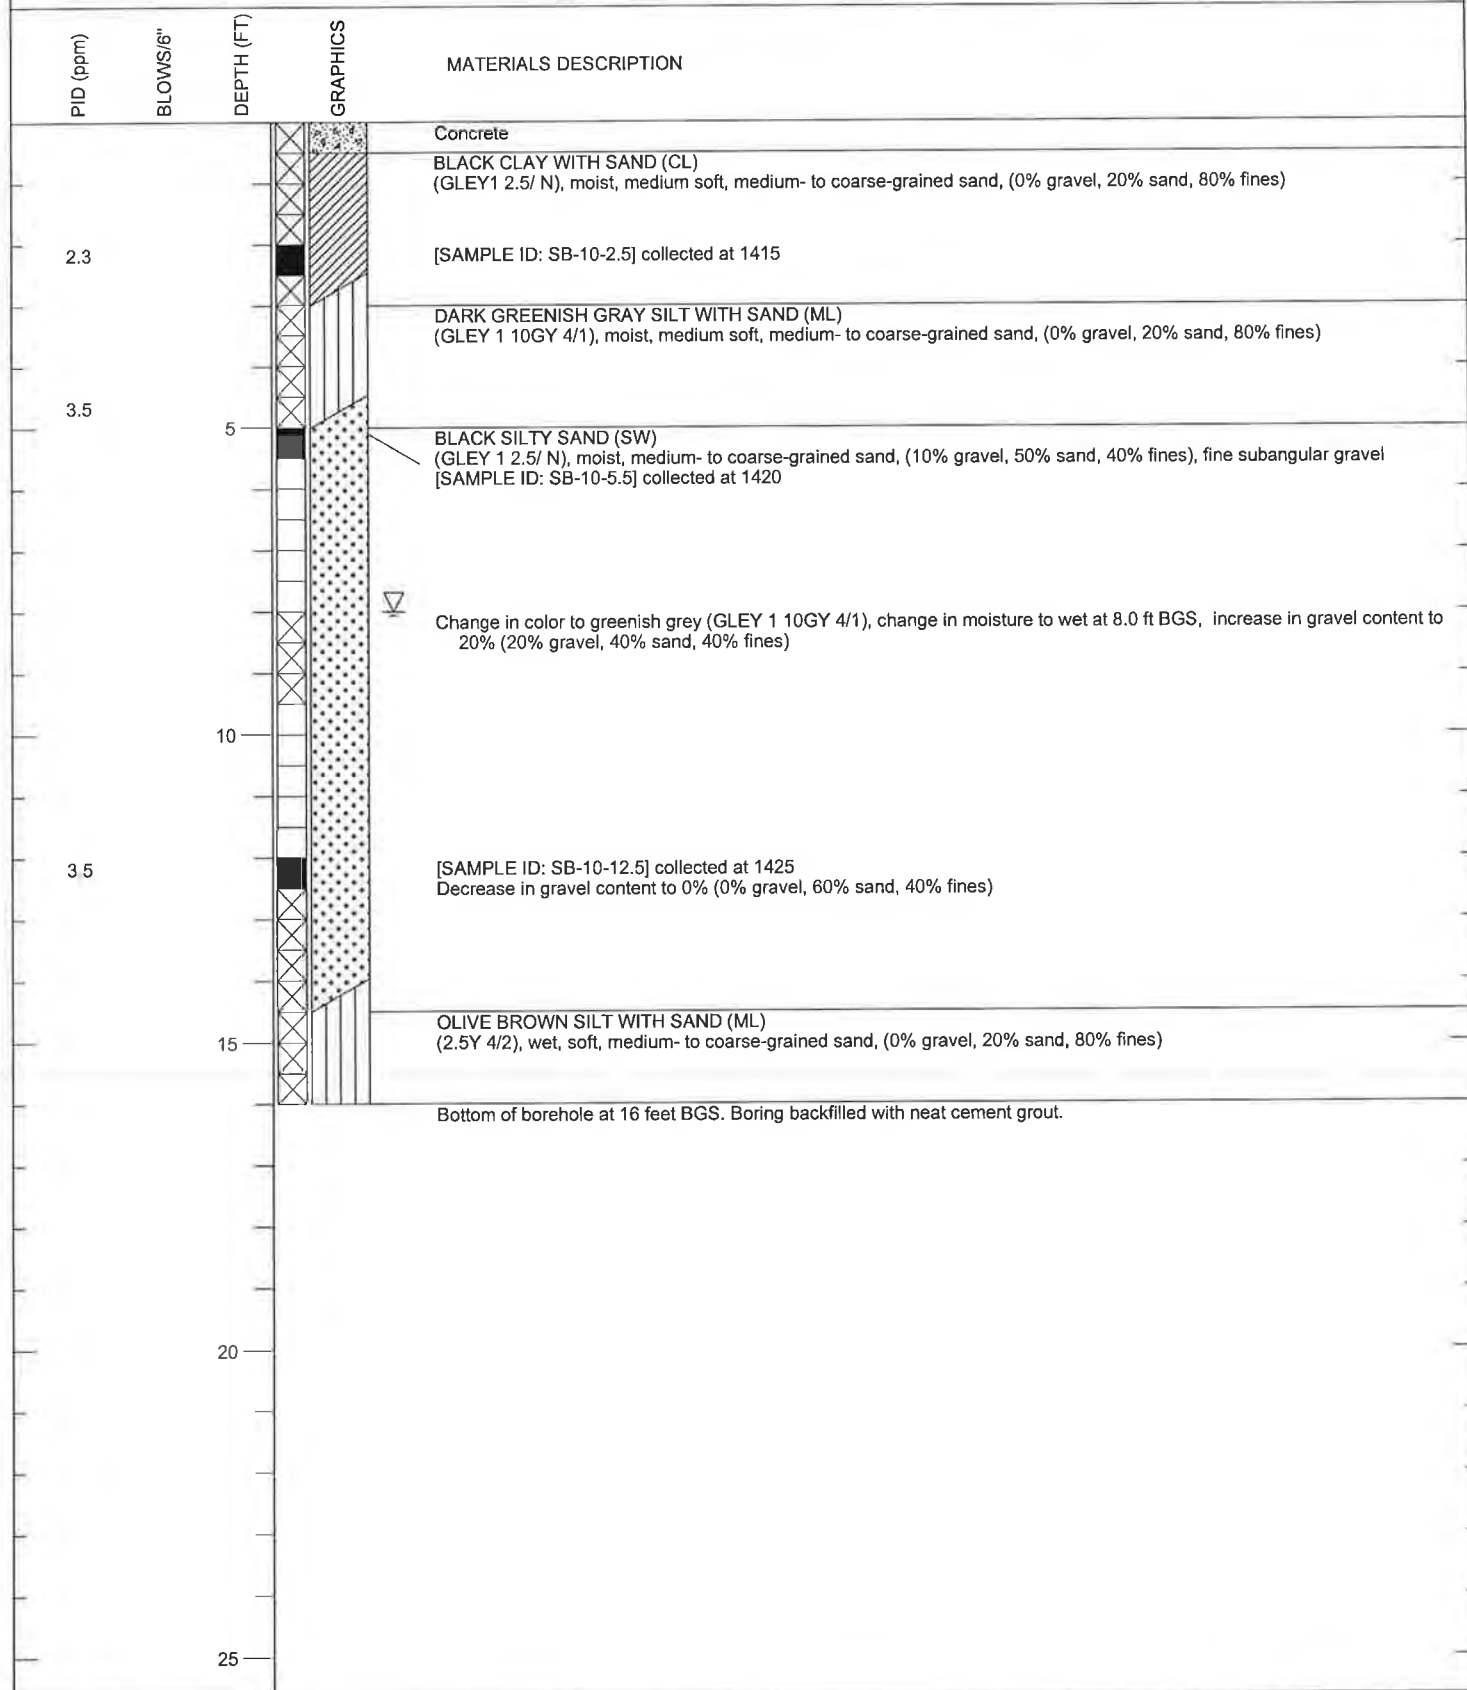 PID (ppm)
BLOWS/6"
DEPTH (FT)
GRAPHICS
MATERIALS DESCRIPTION
Concrete
BLACK CLAY WITH SAND (CL)
(GLEY1 2.5/ N), moist, medium soft, medium- to coarse-grained sand, (0% gravel, 20% sand, 80% fines)
2.3
[SAMPLE ID: SB-10-2.5] collected at 1415
DARK GREENISH GRAY SILT WITH SAND (ML)
(GLEY 1 10GY 4/1), moist, medium soft, medium- to coarse-grained sand, (0% gravel, 20% sand, 80% fines)
3.5
5
BLACK SILTY SAND (SW)
(GLEY 1 2.5/ N), moist, medium- to coarse-grained sand, (10% gravel, 50% sand, 40% fines), fine subangular gravel
[SAMPLE ID: SB-10-5.5] collected at 1420
Change in color to greenish grey (GLEY 1 10GY 4/1), change in moisture to wet at 8.0 ft BGS, increase in gravel content to
20% (20% gravel, 40% sand, 40% fines)
10
3.5
[SAMPLE ID: SB-10-12.5] collected at 1425
Decrease in gravel content to 0% (0% gravel, 60% sand, 40% fines)
OLIVE BROWN SILT WITH SAND (ML)
(2.5Y 4/2), wet, soft, medium- to coarse-grained sand, (0% gravel, 20% sand, 80% fines)
15
Bottom of borehole at 16 feet BGS. Boring backfilled with neat cement grout.
20
25